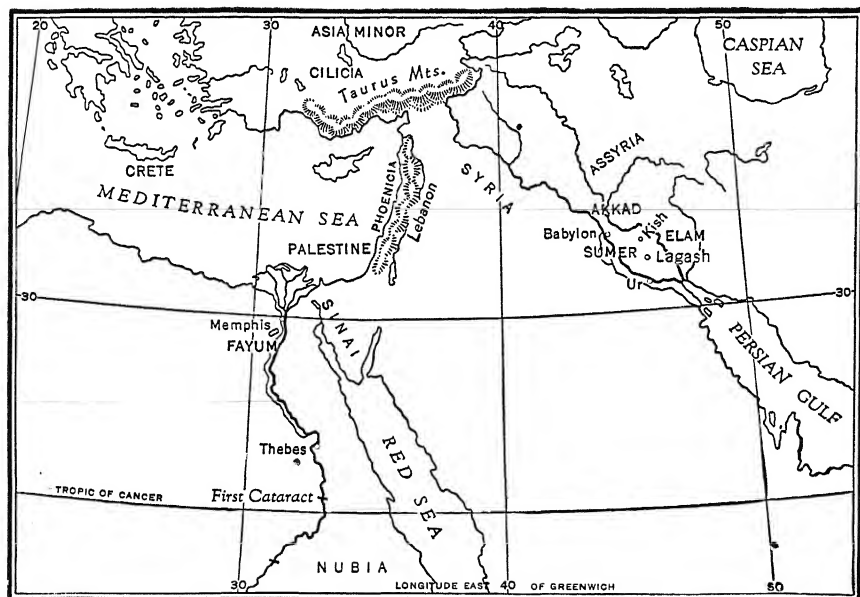 20
30
40
50
ASIA MINOR
CASPIAN
SEA
CILICIA
Taurus Mts.
ASSYRIA
CRETE
SYRIA
MEDITERRANEAN SEA
PHOENICIA
Lebanon
AKKAD
Babylon
Kish
ELAM
PALESTINE
SUMER
Lagash
Ur
30
30
SINAI
Memphis
FAYUM
PERSIAN GULF
RED SEA
Thebes
TROPIC OF CANCER
First Cataract
NUBIA
30
LONGITUDE EAST
40
OF GREENWICH
50